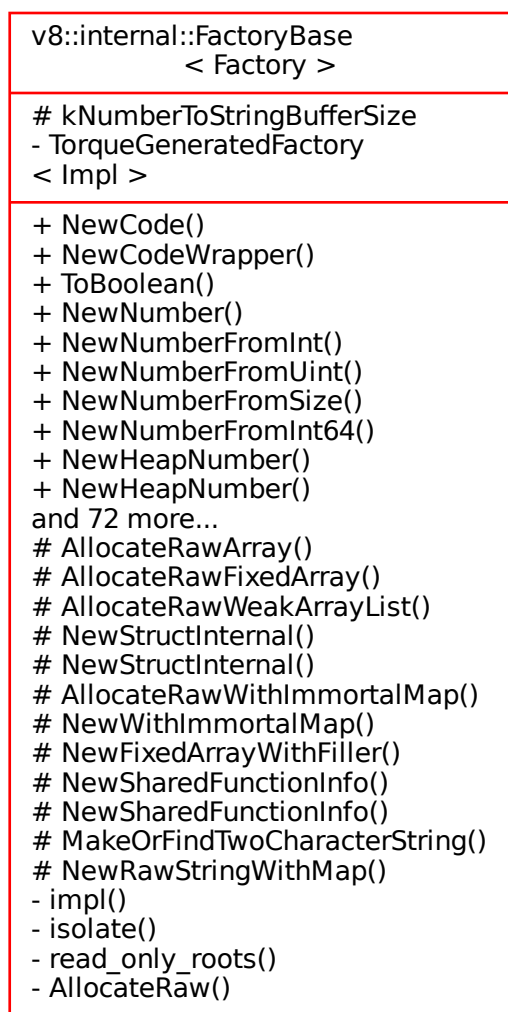 v8::internal::FactoryBase
< Factory >
# kNumberToStringBufferSize
- TorqueGeneratedFactory
< Impl >
+ NewCode()
+ NewCodeWrapper()
+ ToBoolean()
+ NewNumber()
+ NewNumberFromInt()
+ NewNumberFromUint()
+ NewNumberFromSize()
+ NewNumberFromInt64()
+ NewHeapNumber()
+ NewHeapNumber()
and 72 more...
# AllocateRawArray()
# AllocateRawFixedArray()
# AllocateRawWeakArrayList()
# NewStructInternal()
# NewStructInternal()
# AllocateRawWithImmortalMap()
# NewWithImmortalMap()
# NewFixedArrayWithFiller()
# NewSharedFunctionInfo()
# NewSharedFunctionInfo()
# MakeOrFindTwoCharacterString()
# NewRawStringWithMap()
- impl()
- isolate()
- read_only_roots()
- AllocateRaw()